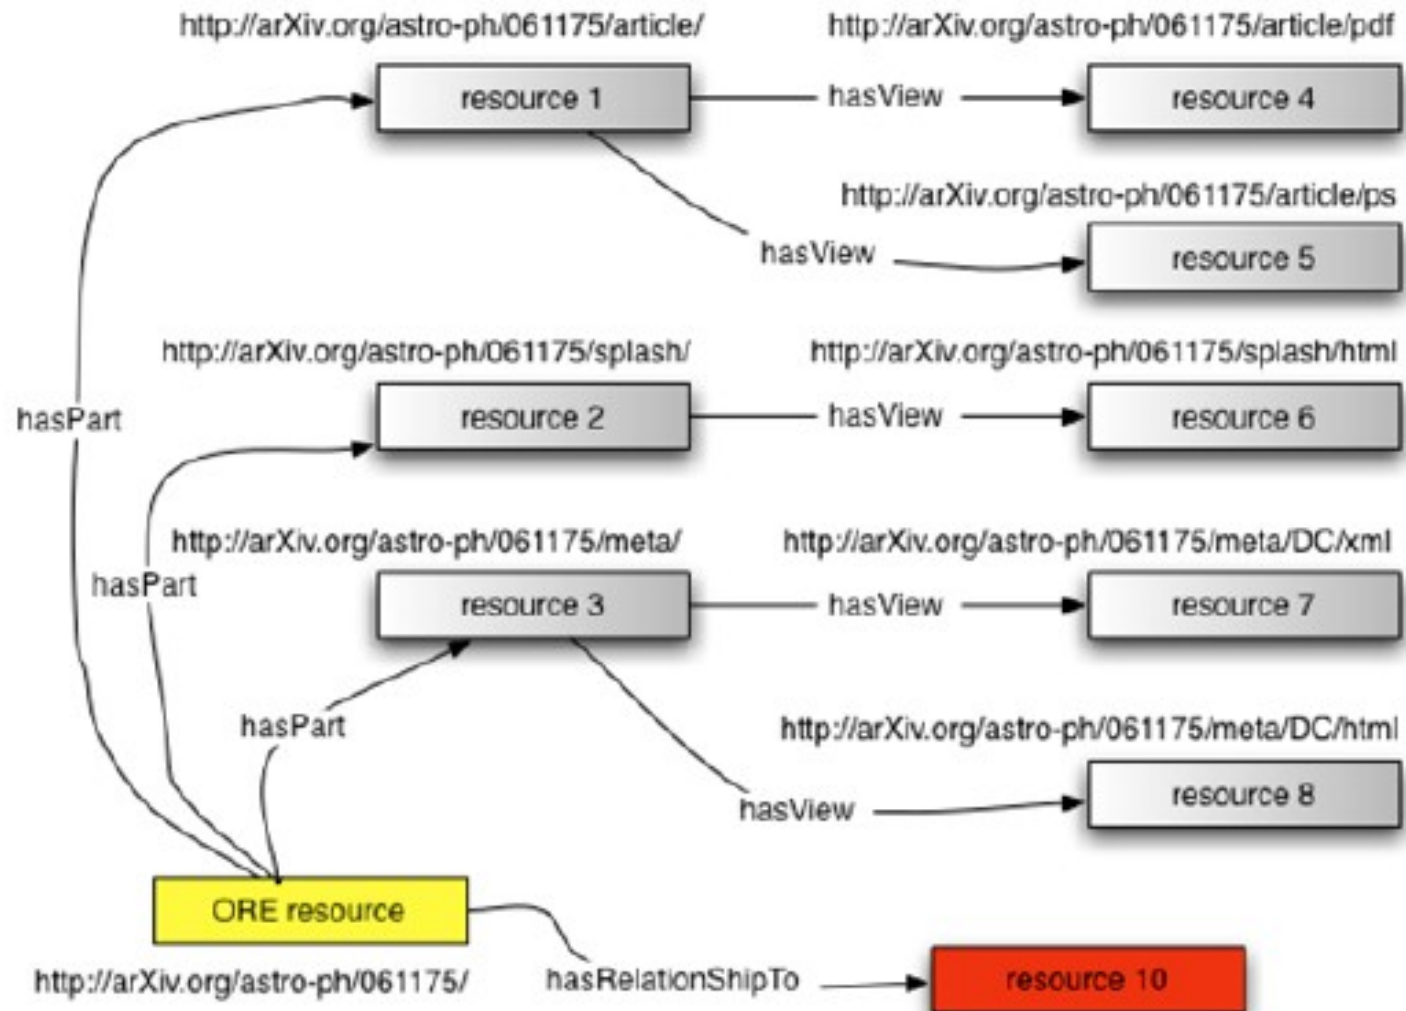 http://arXiv.org/astro-ph/061175/article/
http://arXiv.org/astro-ph/061175/article/pdf
resource 1
hasView
resource 4
http://arXiv.org/astro-ph/061175/article/ps
hasView
resource 5
http://arXiv.org/astro-ph/061175/splash/
http://arXiv.org/astro-ph/061175/splash/html
hasPart
resource 2
hasView
resource 6
http://arXiv.org/astro-ph/061175/meta/
http://arXiv.org/astro-ph/061175/meta/DC/xml
hasPart
resource 3
hasView
resource 7
hasPart
http://arXiv.org/astro-ph/061175/meta/DC/html
hasView
resource 8
ORE resource
http://arXiv.org/astro-ph/061175/
hasRelationShipTo
resource 10